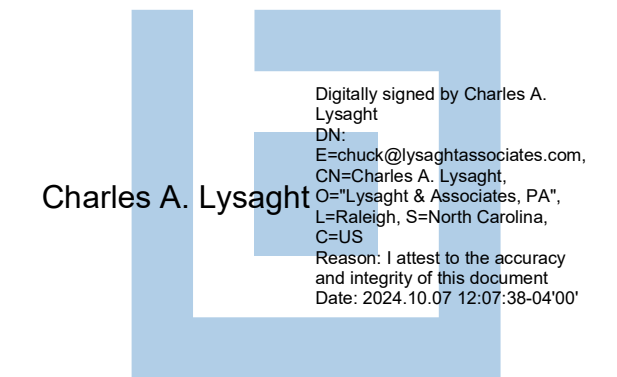 Charles A. Lysaght
Digitally signed by Charles A.
Lysaght
DN:
E=chuck@lysaghtassociates.com,
CN=Charles A. Lysaght,
O="Lysaght & Associates, PA",
L=Raleigh, S=North Carolina,
C=US
Reason: I attest to the accuracy
and integrity of this document
Date: 2024.10.07 12:07:38-04'00'